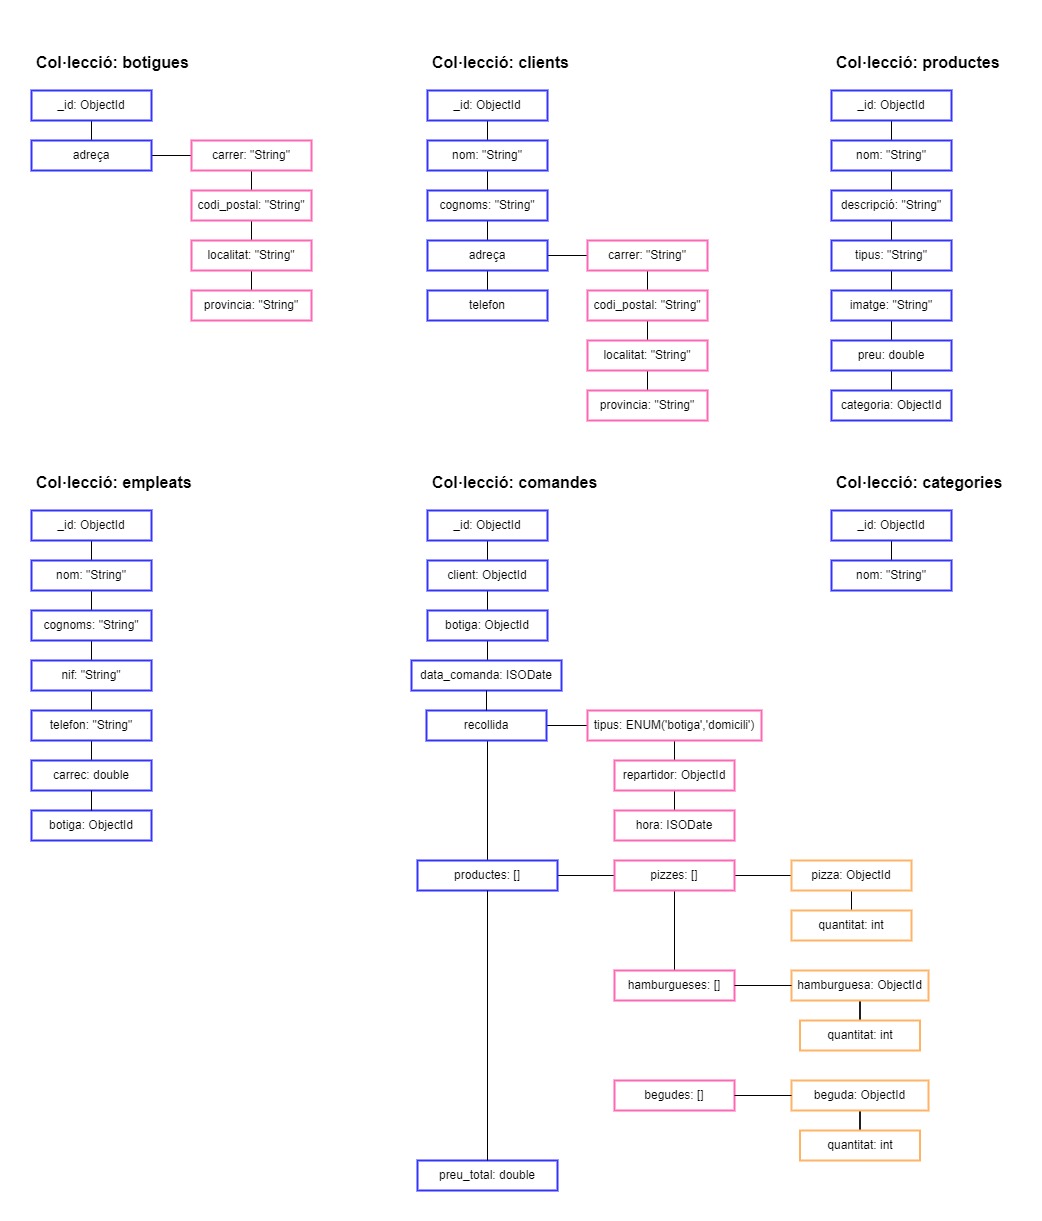 Col·lecció: botigues
_id: ObjectId
adreça
carrer: "String"
codi_postal: "String"
localitat: "String"
provincia: "String"
Col·lecció: clients
_id: ObjectId
nom: "String"
cognoms: "String"
adreça
carrer: "String"
telefon
codi_postal: "String"
localitat: "String"
provincia: "String"
Col·lecció: productes
_id: ObjectId
nom: "String"
descripció: "String"
tipus: "String"
imatge: "String"
preu: double
categoria: ObjectId
Col·lecció: empleats
_id: ObjectId
nom: "String"
cognoms: "String"
nif: "String"
telefon: "String"
carrec: double
botiga: ObjectId
Col·lecció: comandes
_id: ObjectId
client: ObjectId
botiga: ObjectId
data_comanda: ISODate
recollida
tipus: ENUM('botiga','domicili')
repartidor: ObjectId
hora: ISODate
productes: []
pizzes: []
pizza: ObjectId
quantitat: int
hamburgueses: []
hamburguesa: ObjectId
quantitat: int
begudes: []
beguda: ObjectId
quantitat: int
preu_total: double
Col·lecció: categories
_id: ObjectId
nom: "String"